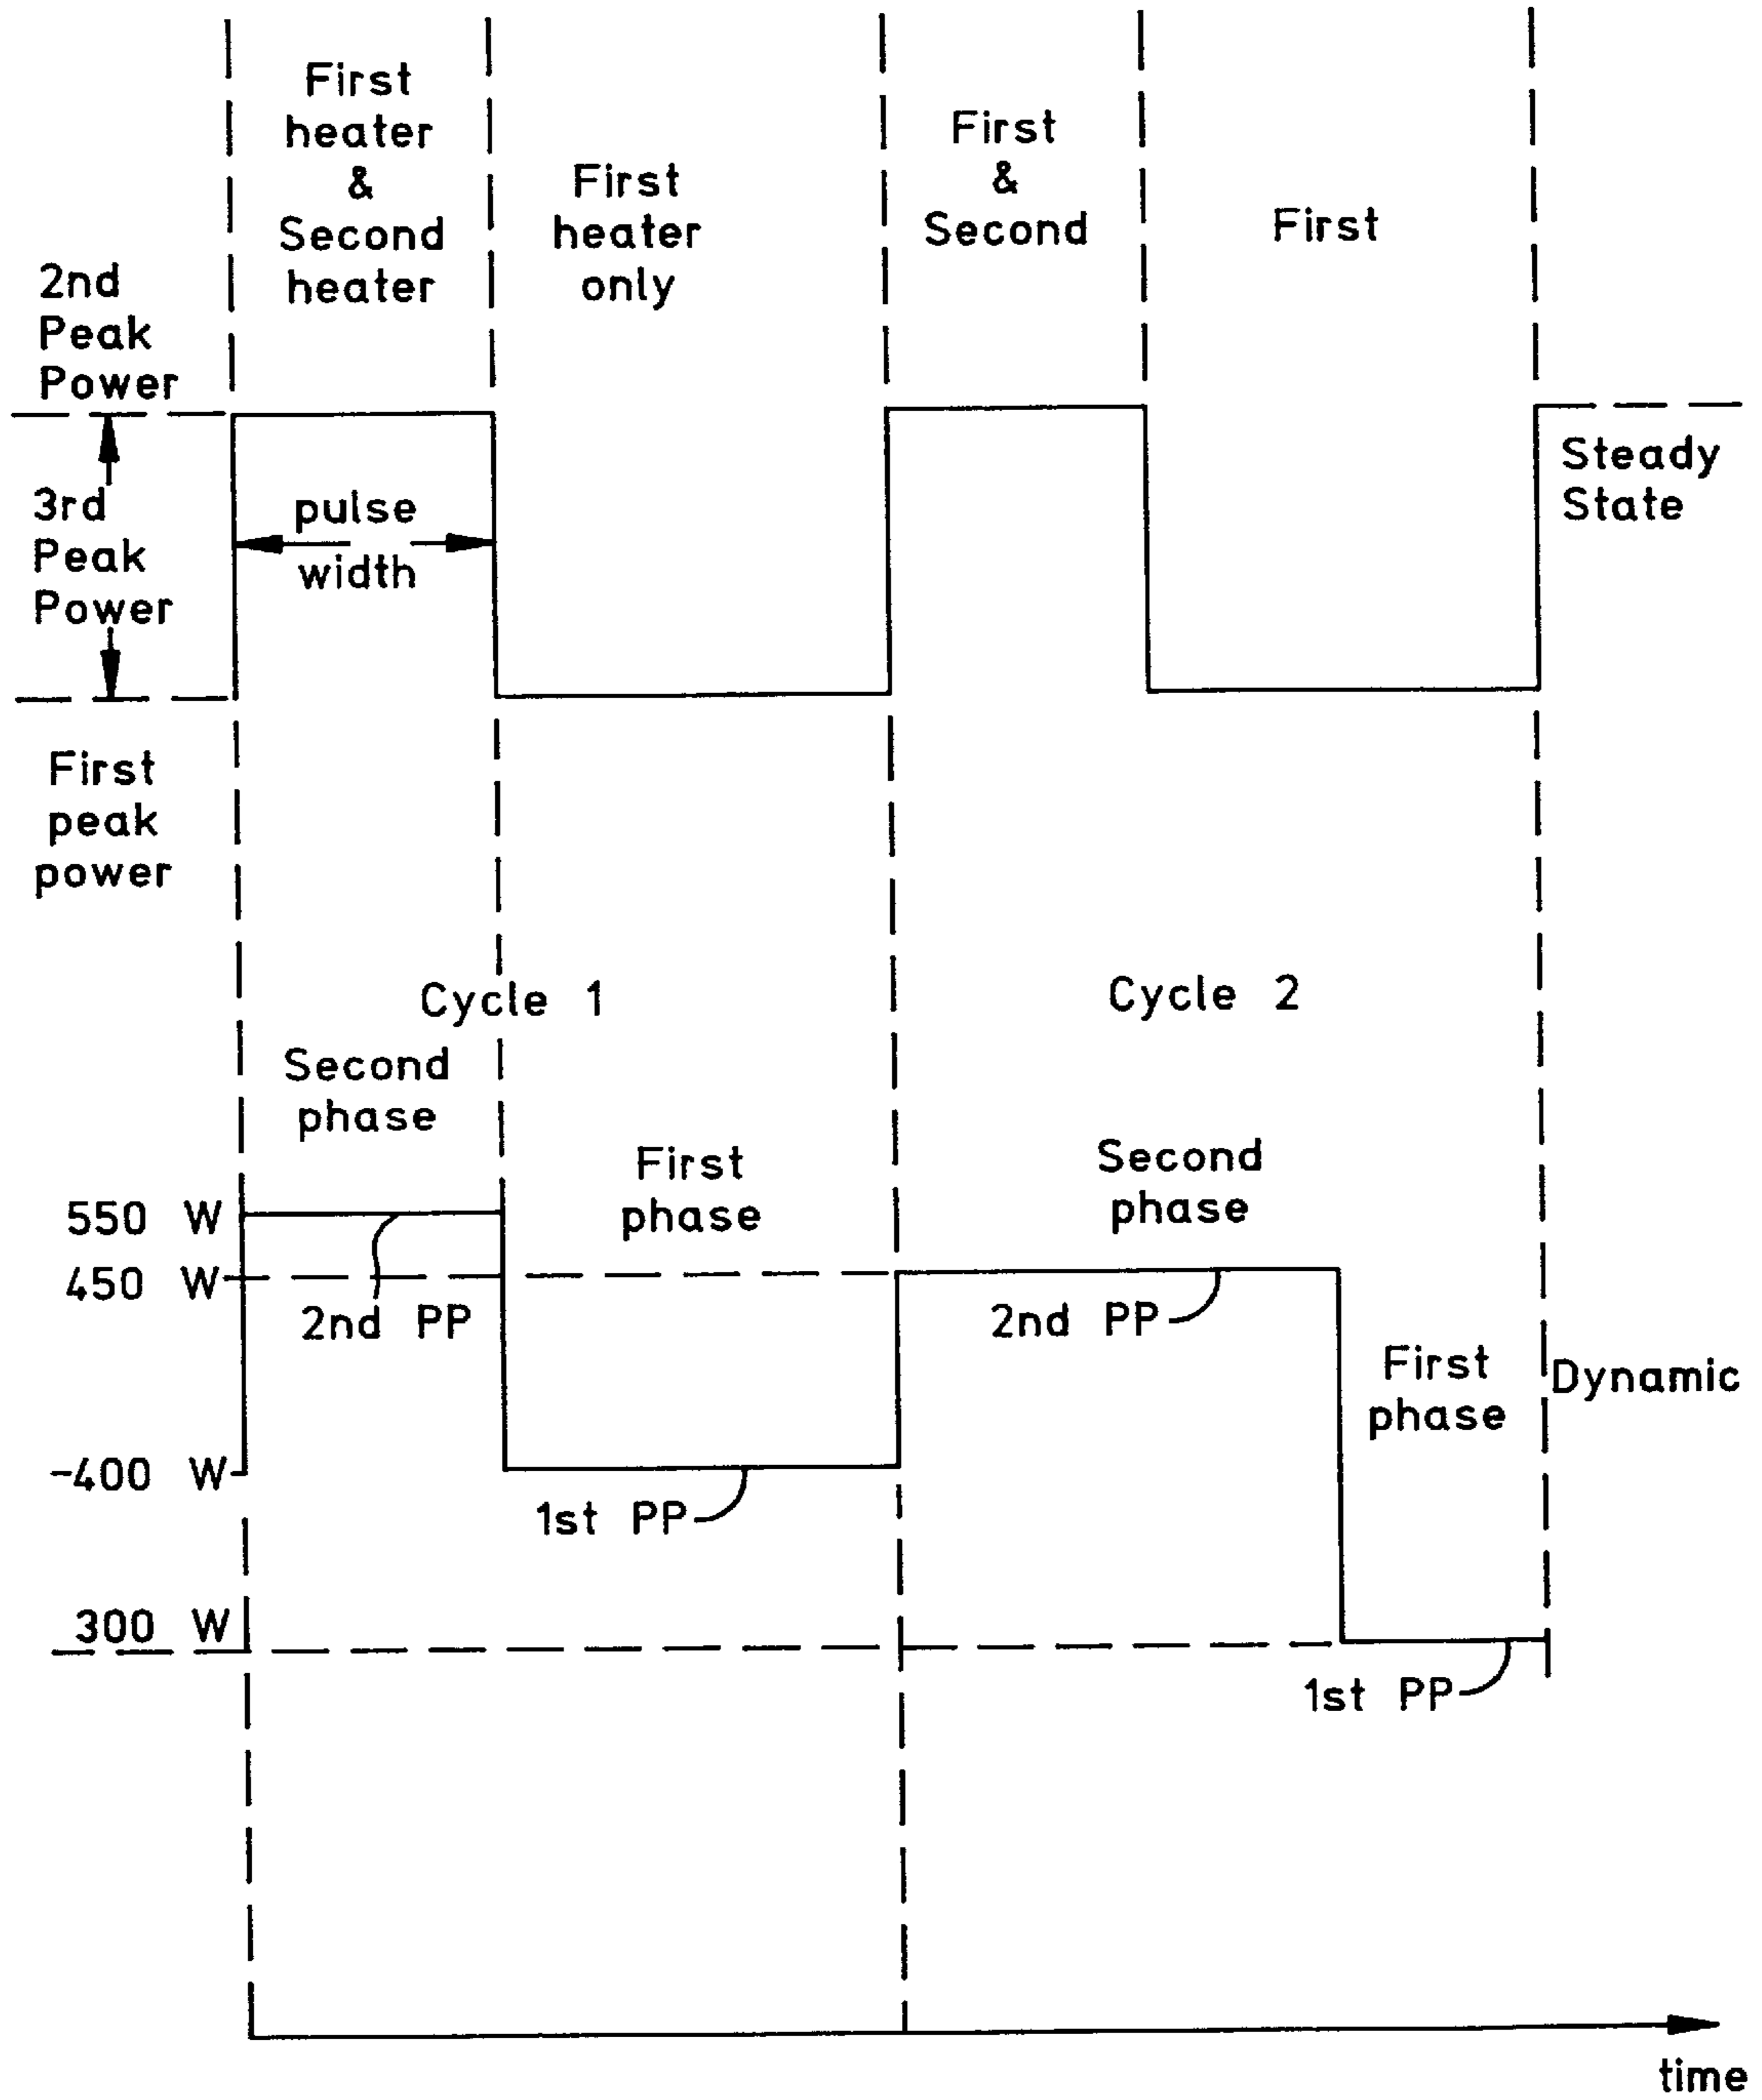 First
heater
&
Second
heater
First
heater
only
First
&
Second
First
2nd
Peak
Power
3rd
Peak
Power
First
peak
power
pulse
width
Steady
State
Cycle 1
Cycle 2
Second
phase
First
phase
Second
phase
First
phase
550 W
450 W
-400 W
300 W
2nd PP
1st PP
2nd PP
1st PP
Dynamic
time